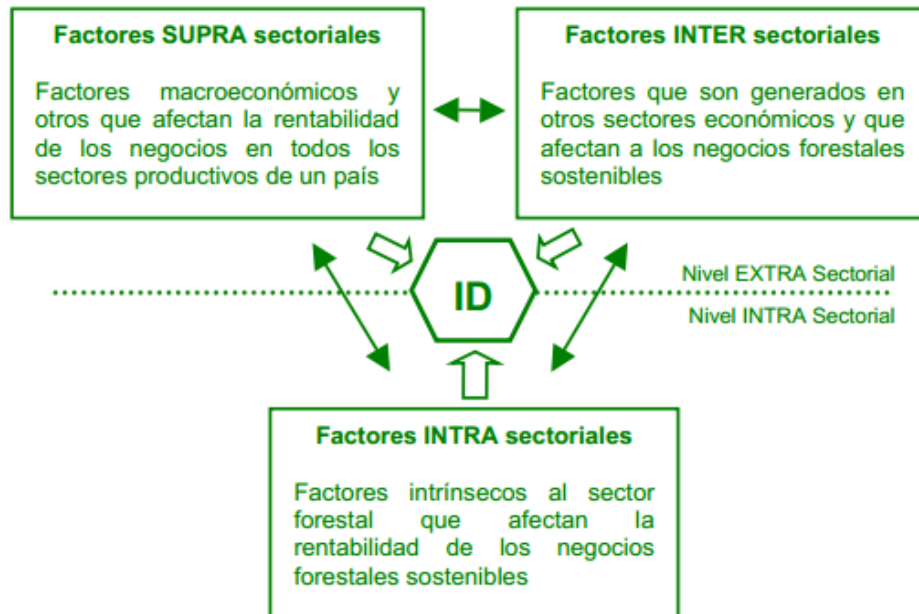 Factores SUPRA sectoriales
Factores macroeconómicos y
otros que afectan la rentabilidad
de los negocios en todos los
sectores productivos de un país
Factores INTER sectoriales
Factores que son generados en
otros sectores económicos y que
afectan a los negocios forestales
sostenibles
ID
Nivel EXTRA Sectorial
Nivel INTRA Sectorial
Factores INTRA sectoriales
Factores intrínsecos al sector
forestal que afectan la
rentabilidad de los negocios
forestales sostenibles